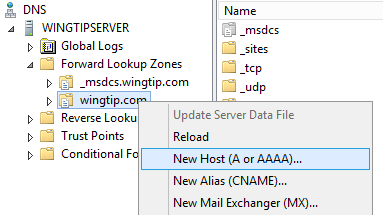 DNS
WINGTIPSERVER
Global Logs
Forward Lookup Zones
_msdcs.wingtip.com
wingtip.com
Reverse Looku
Trust Points
Conditional Fo
Name
_msdcs
_sites
_tcp
_udp
Update Server Data File
Reload
New Host (A or AAAA)...
New Alias (CNAME)...
New Mail Exchanger (MX)...